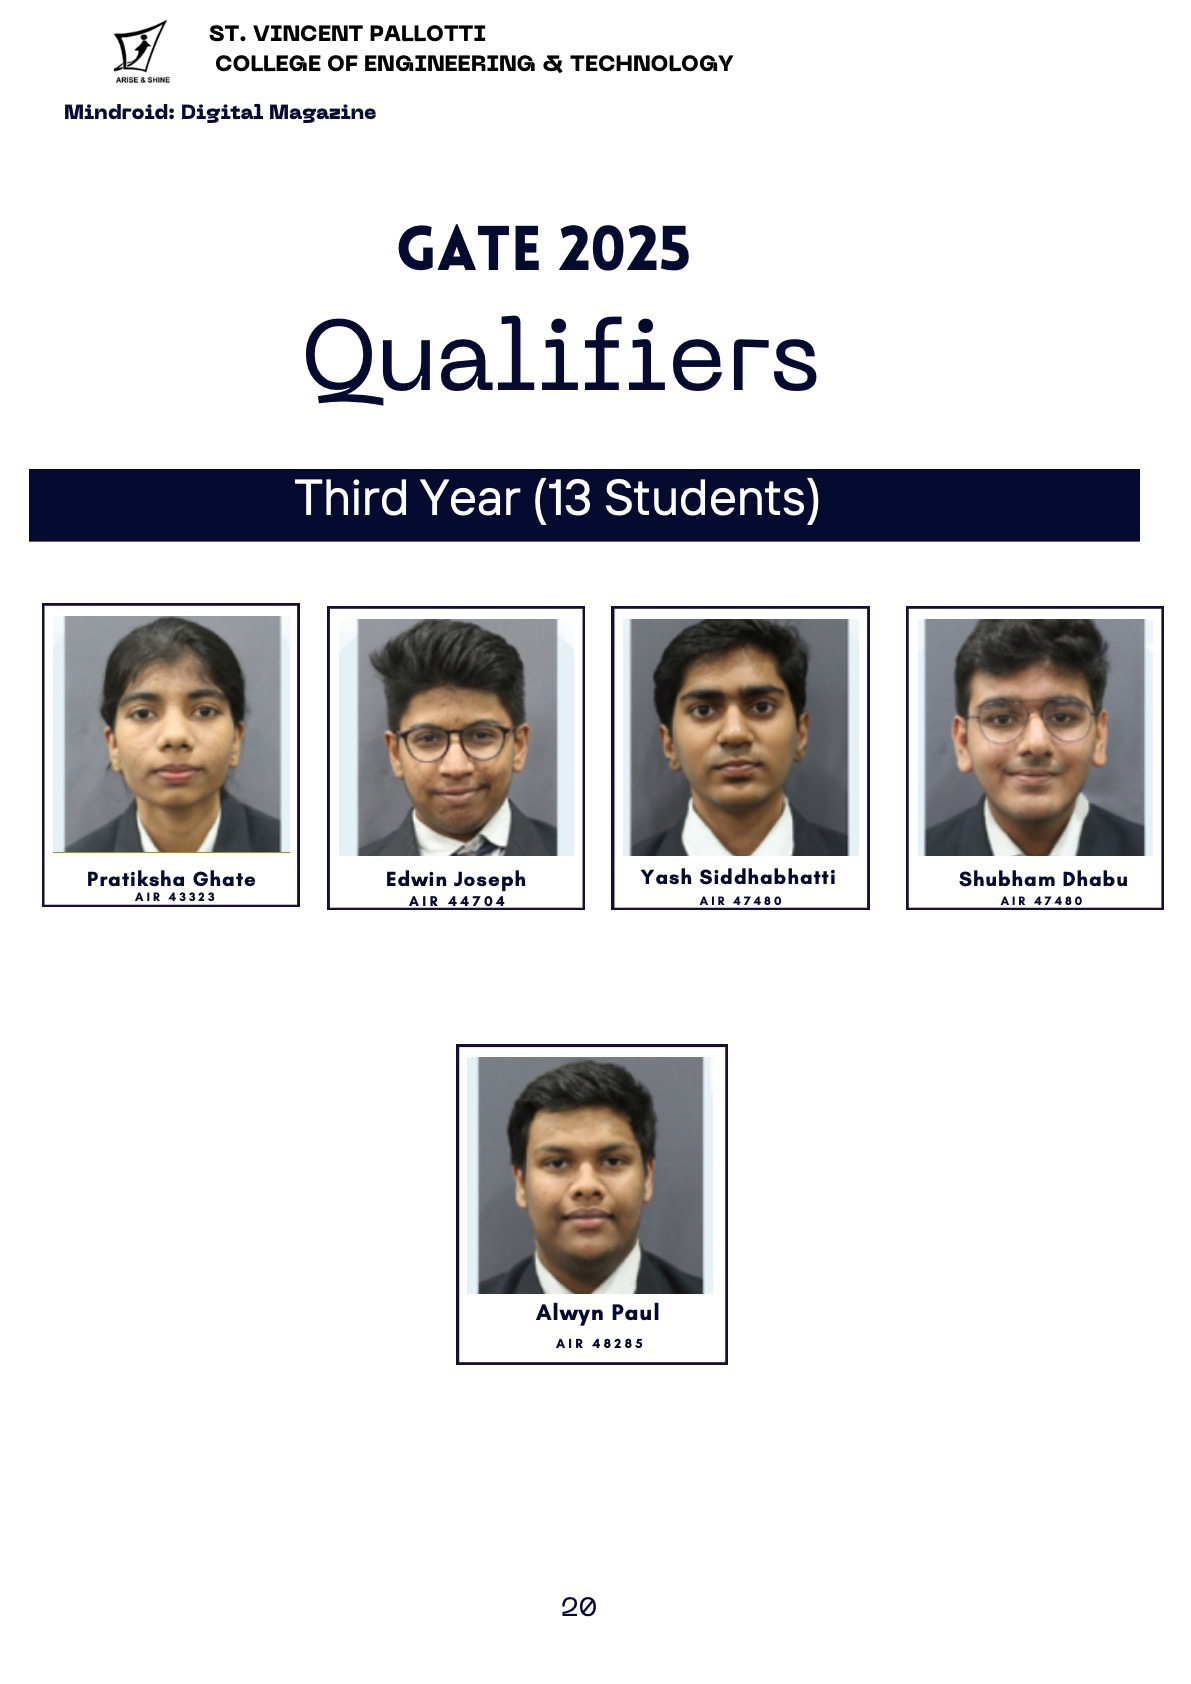 ST. VINCENT PALLOTTI
COLLEGE OF ENGINEERING & TECHNOLOGY
ARISE & SHINE
Mindroid: Digital Magazine
GATE 2025
Qualifiers
Third Year (13 Students)
Pratiksha Ghate
AIR 43323
Edwin Joseph
AIR 44704
Yash Siddhabhatti
AIR 47480
Shubham Dhabu
AIR 47480
Alwyn Paul
AIR 48285
20